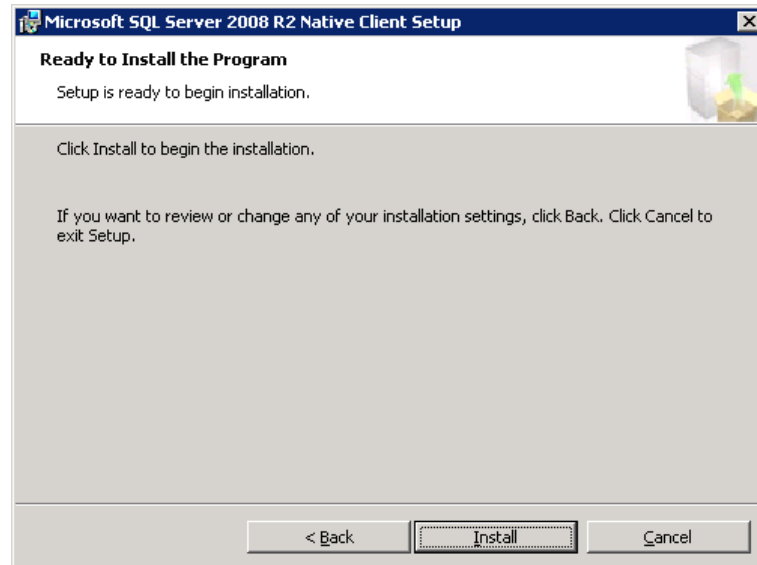 Microsoft SQL Server 2008 R2 Native Client Setup
Ready to Install the Program
Setup is ready to begin installation.
Click Install to begin the installation.
If you want to review or change any of your installation settings, click Back. Click Cancel to
exit Setup.
< Back
Install
Cancel